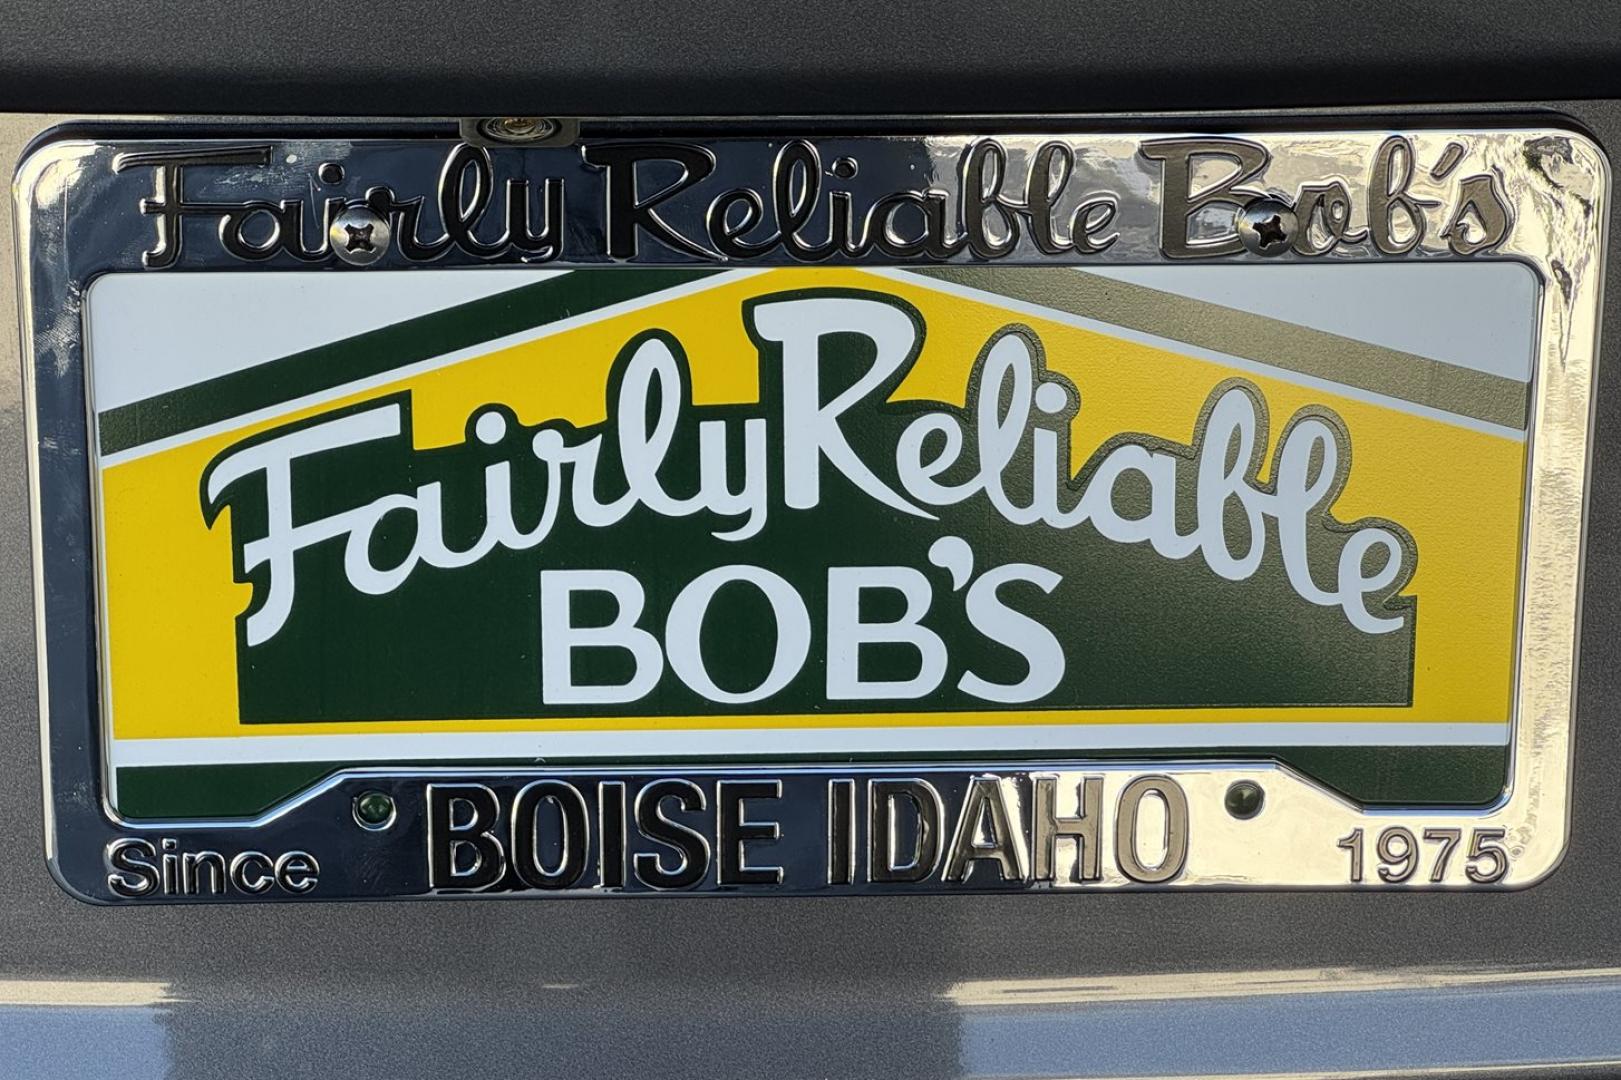 Fairly Reliable Bob's
Fairly Reliable
BOB'S
Since BOISE IDAHO 1975